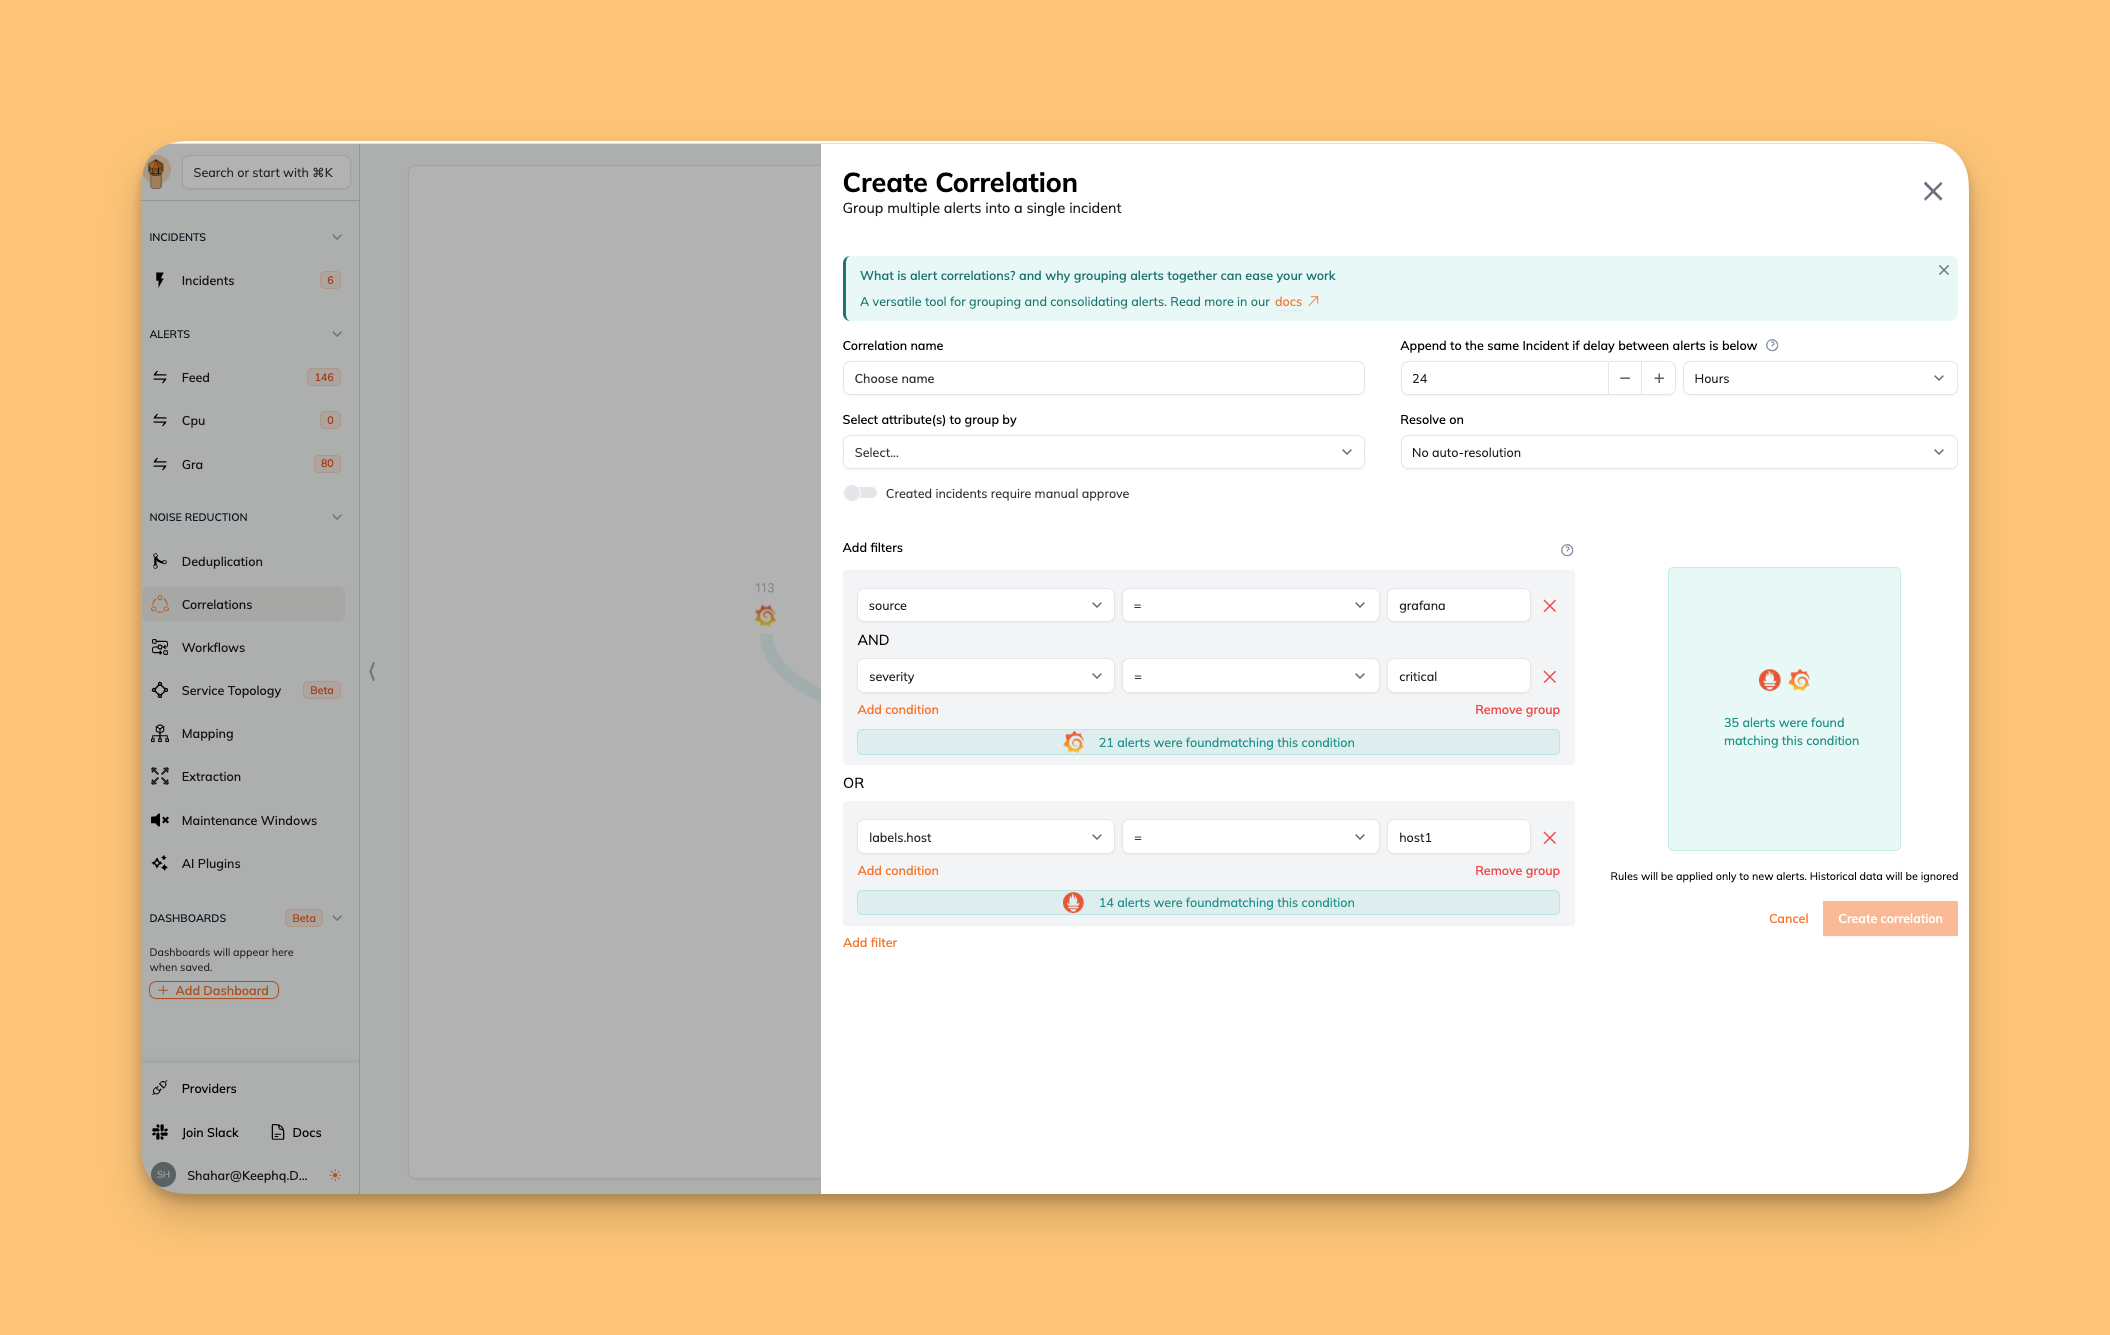 Search or start with ⌘K
INCIDENTS
Incidents 6
ALERTS
Feed 146
Cpu 0
Gra 80
NOISE REDUCTION
Deduplication
Correlations
Workflows
Service Topology Beta
Mapping
Extraction
Maintenance Windows
AI Plugins
DASHBOARDS Beta
Dashboards will appear here
when saved.
+ Add Dashboard
Providers
Join Slack Docs
SH Shahar@Keephq.D...
113
Create Correlation
Group multiple alerts into a single incident
What is alert correlations? and why grouping alerts together can ease your work
A versatile tool for grouping and consolidating alerts. Read more in our docs
Correlation name
Choose name
Append to the same Incident if delay between alerts is below
24 − + Hours
Select attribute(s) to group by
Select...
Resolve on
No auto-resolution
Created incidents require manual approve
Add filters
source = grafana
AND
severity = critical
Add condition Remove group
21 alerts were foundmatching this condition
OR
labels.host = host1
Add condition Remove group
14 alerts were foundmatching this condition
Add filter
35 alerts were found
matching this condition
Rules will be applied only to new alerts. Historical data will be ignored
Cancel Create correlation